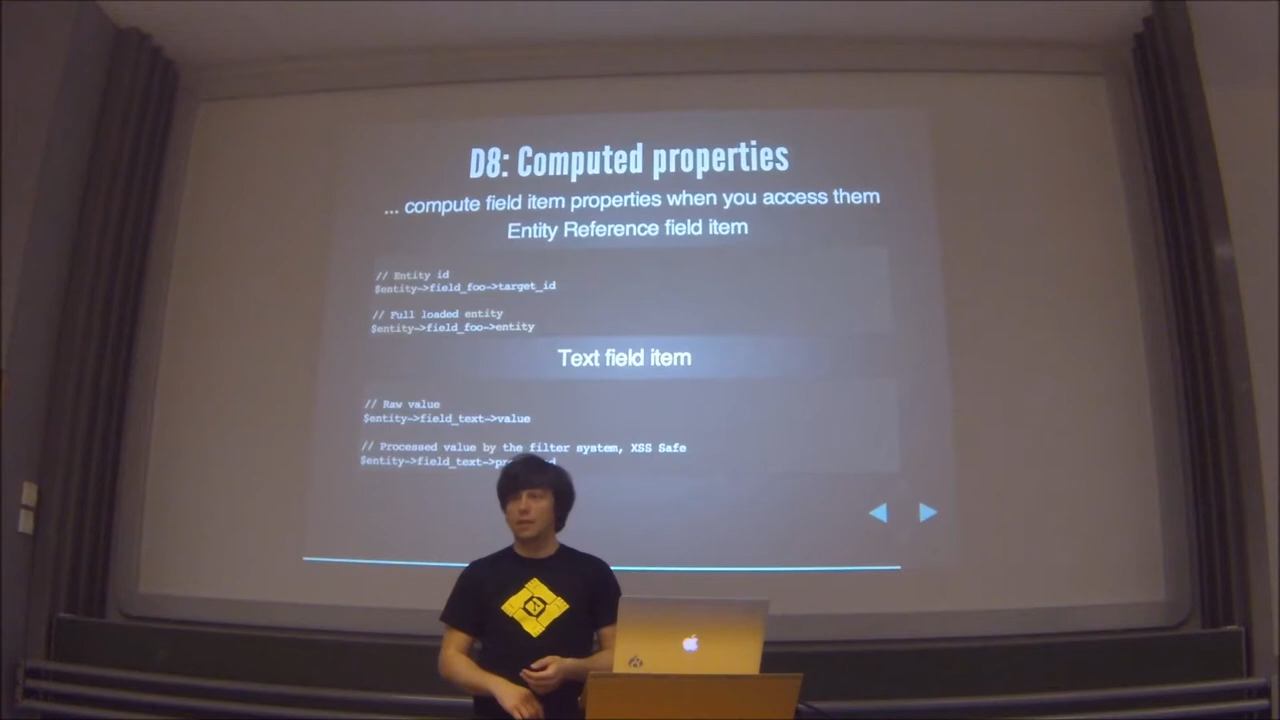 D8: Computed properties
... compute field item properties when you access them
Entity Reference field item
// Entity id
$entity->field_foo->target_id
// Full loaded entity
$entity->field_foo->entity
Text field item
// Raw value
$entity->field_text->value
// Processed value by the filter system, XSS Safe
$entity->field_text->